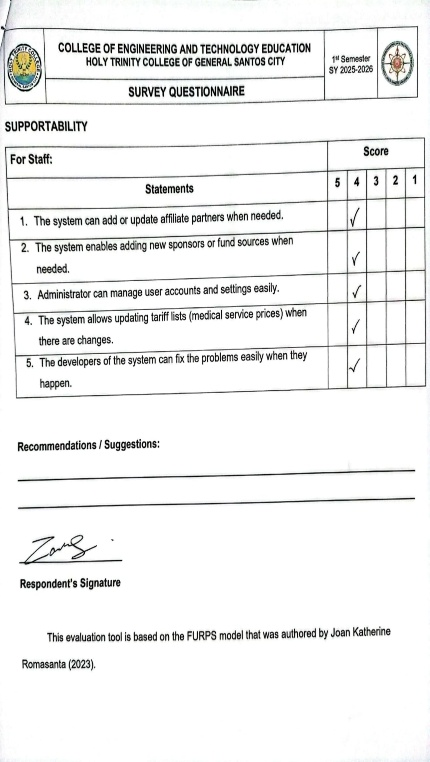 COLLEGE OF ENGINEERING AND TECHNOLOGY EDUCATION
HOLY TRINITY COLLEGE OF GENERAL SANTOS CITY
SURVEY QUESTIONNAIRE
1st Semester
SY 2025-2026
SUPPORTABILITY
For Staff:
Score
Statements
5 4 3 2 1
1. The system can add or update affiliate partners when needed. ✓
2. The system enables adding new sponsors or fund sources when
needed. ✓
3. Administrator can manage user accounts and settings easily. ✓
4. The system allows updating tariff lists (medical service prices) when
there are changes. ✓
5. The developers of the system can fix the problems easily when they
happen. ✓
Recommendations / Suggestions:
Respondent's Signature
This evaluation tool is based on the FURPS model that was authored by Joan Katherine
Romasanta (2023).